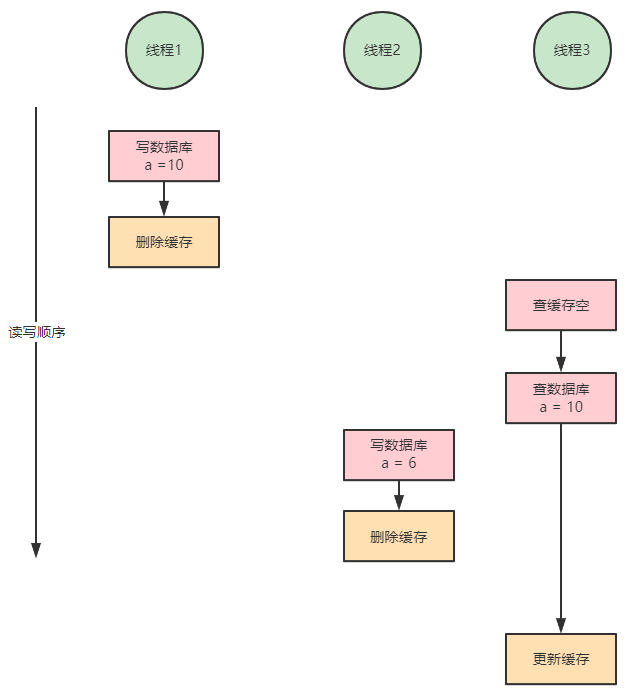 线程1
线程2
线程3
写数据库
a =10
删除缓存
查缓存空
读写顺序
查数据库
a = 10
写数据库
a = 6
删除缓存
更新缓存